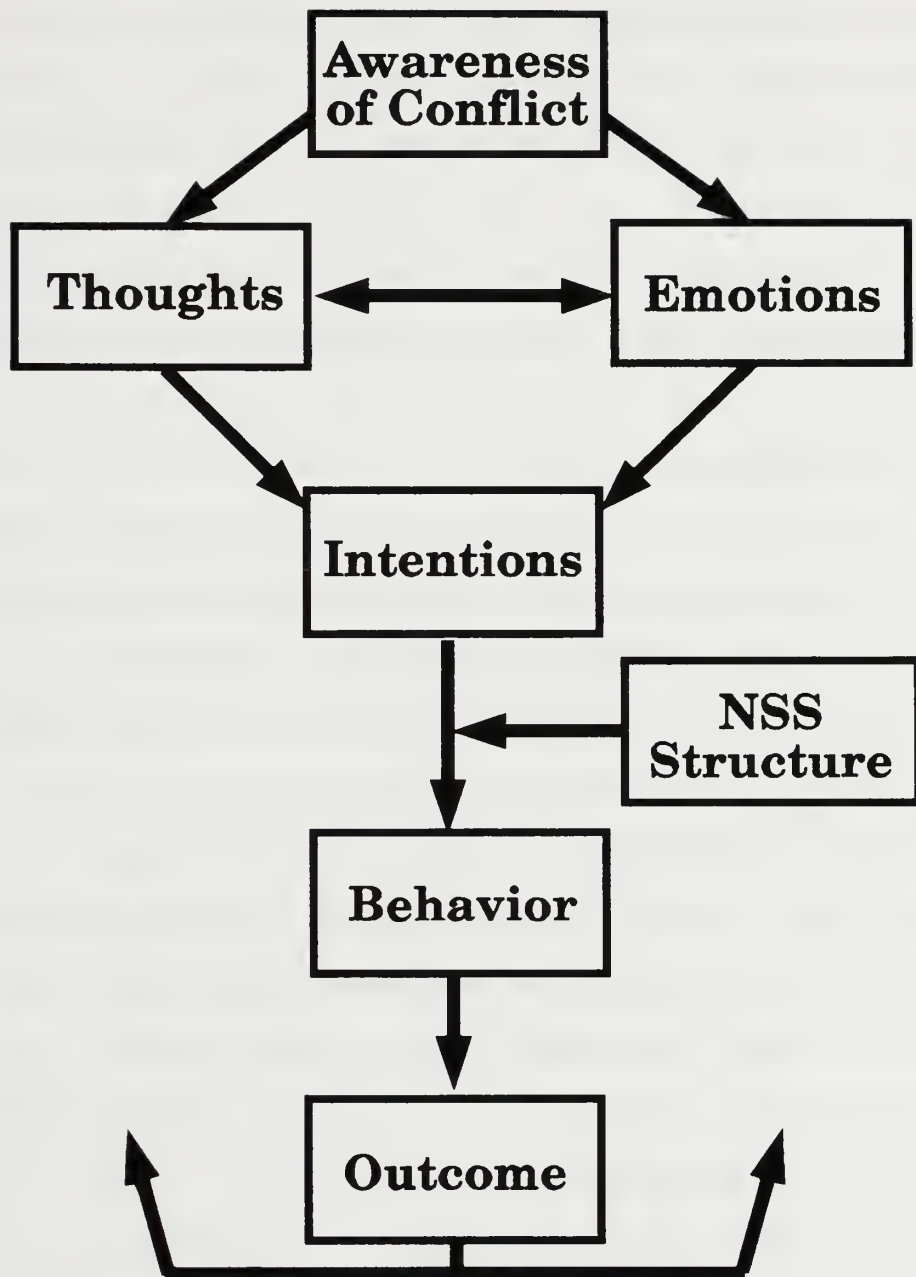 Awareness
of Conflict
Thoughts
Emotions
Intentions
NSS
Structure
Behavior
Outcome